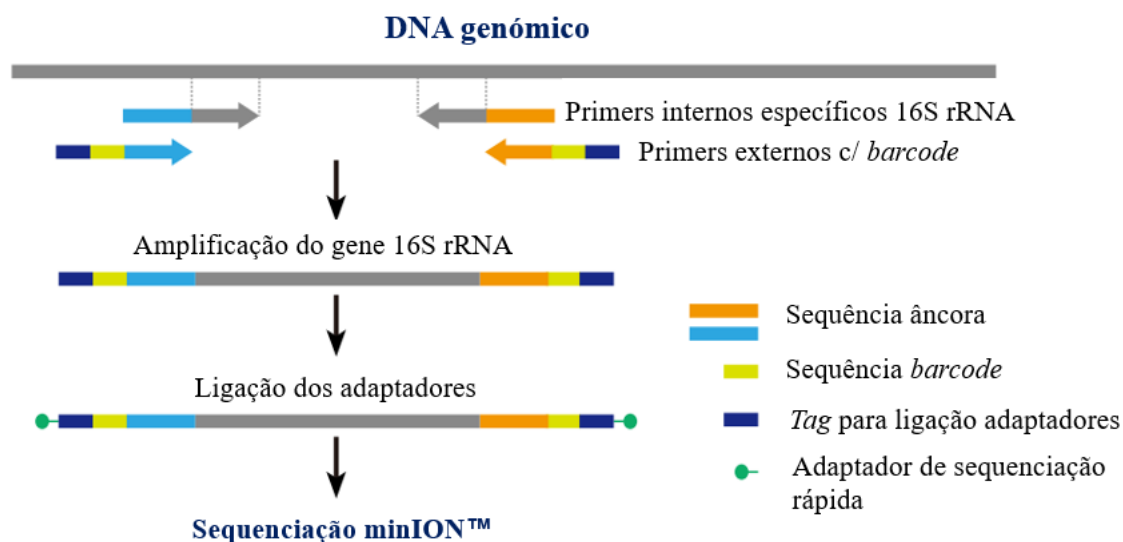 DNA genómico
Primers internos específicos 16S rRNA
Primers externos c/ barcode
Amplificação do gene 16S rRNA
Ligação dos adaptadores
Sequenciação minION™
Sequência âncora
Sequência barcode
Tag para ligação adaptadores
Adaptador de sequenciação
rápida